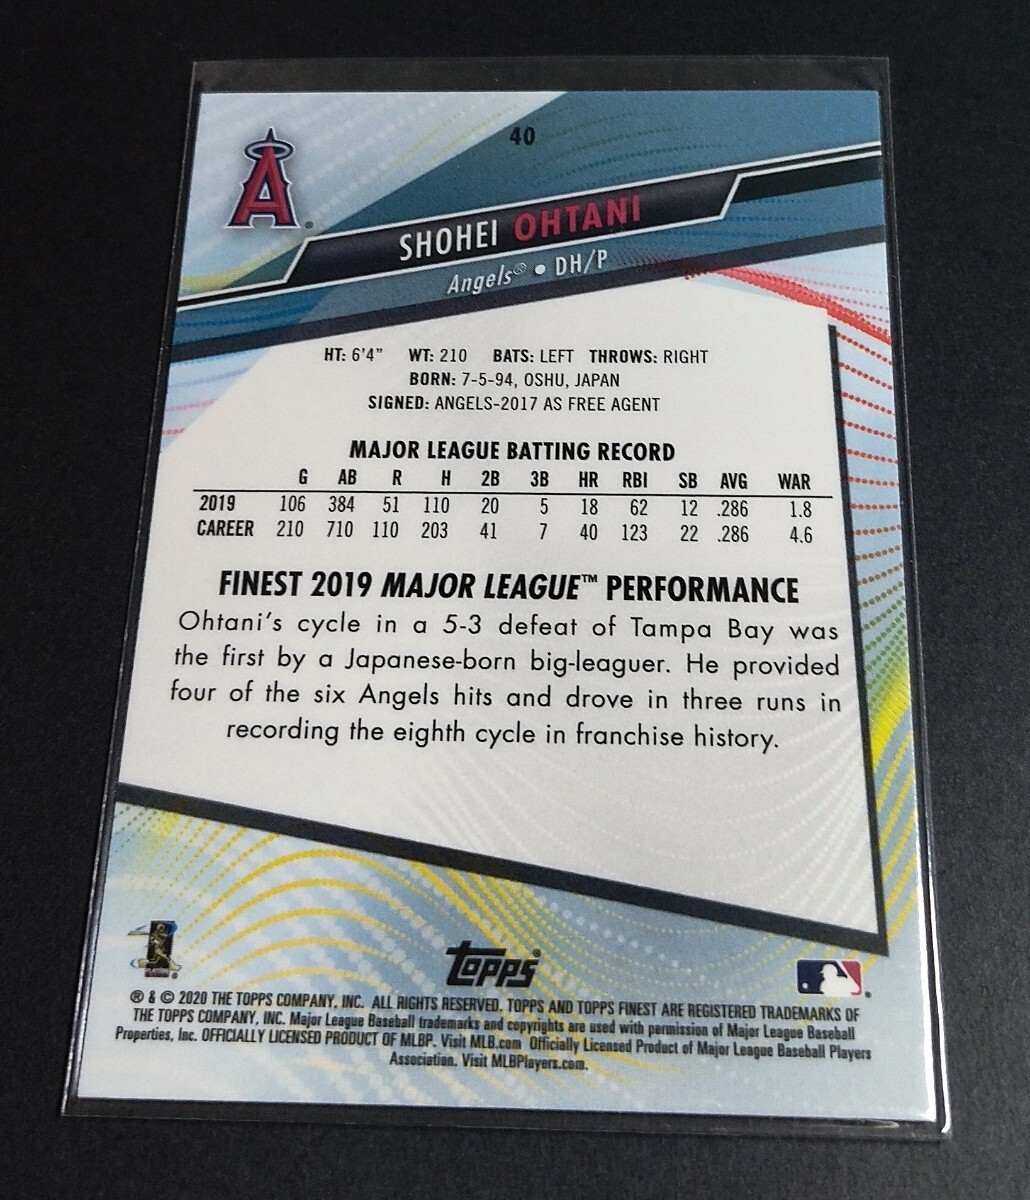 40
A®
SHOHEI OHTANI
Angels® • DH/P
HT: 6'4" WT: 210 BATS: LEFT THROWS: RIGHT
BORN: 7-5-94, OSHU, JAPAN
SIGNED: ANGELS-2017 AS FREE AGENT
MAJOR LEAGUE BATTING RECORD
G AB R H 2B 3B HR RBI SB AVG WAR
2019 106 384 51 110 20 5 18 62 12 .286 1.8
CAREER 210 710 110 203 41 7 40 123 22 .286 4.6
FINEST 2019 MAJOR LEAGUE™ PERFORMANCE
Ohtani's cycle in a 5-3 defeat of Tampa Bay was
the first by a Japanese-born big-leaguer. He provided
four of the six Angels hits and drove in three runs in
recording the eighth cycle in franchise history.
topps®
® & © 2020 THE TOPPS COMPANY, INC. ALL RIGHTS RESERVED. TOPPS AND TOPPS FINEST ARE REGISTERED TRADEMARKS OF
THE TOPPS COMPANY, INC. Major League Baseball trademarks and copyrights are used with permission of Major League Baseball
Properties, Inc. OFFICIALLY LICENSED PRODUCT OF MLBP. Visit MLB.com Officially Licensed Product of Major League Baseball Players
Association. Visit MLBPlayers.com.